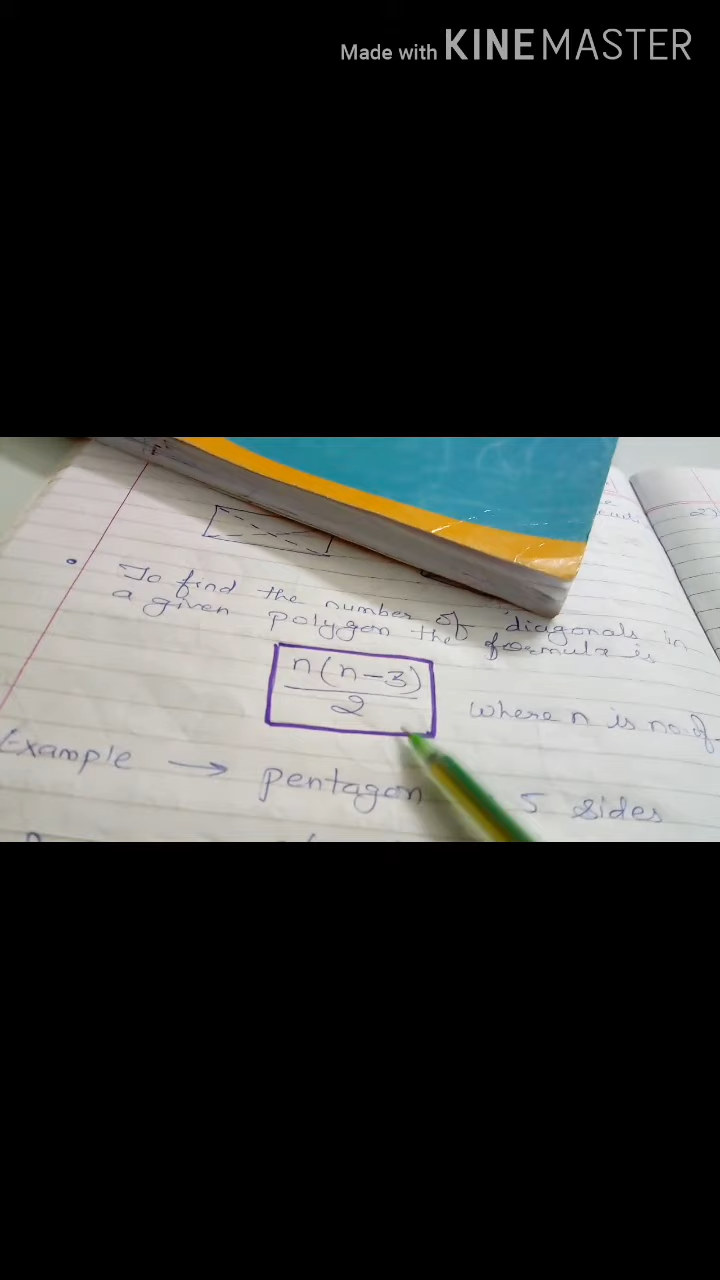 Made with KINEMASTER
• To find the number of diagonals in
a given polygon the formula is
n(n-3)
2
where n is no. of
Example → pentagon 5 sides